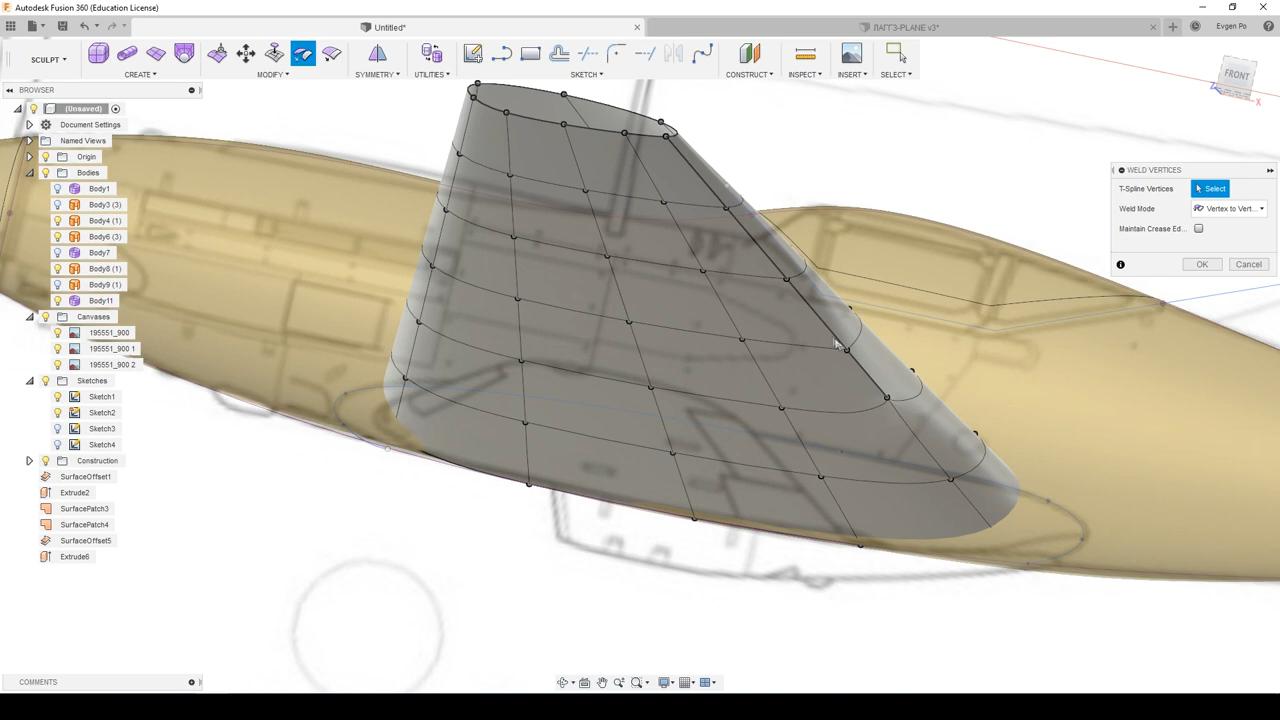 Autodesk Fusion 360 (Education License)
Untitled*
ЛАГГ3-PLANE v3*
Evgen Po
SCULPT
CREATE
MODIFY
SYMMETRY
UTILITIES
SKETCH
CONSTRUCT
INSPECT
INSERT
SELECT
FRONT
Z
X
BROWSER
(Unsaved)
Document Settings
Named Views
Origin
Bodies
Body1
Body3 (3)
Body4 (1)
Body6 (3)
Body7
Body8 (1)
Body9 (1)
Body11
Canvases
195551_900
195551_900 1
195551_900 2
Sketches
Sketch1
Sketch2
Sketch3
Sketch4
Construction
SurfaceOffset1
Extrude2
SurfacePatch3
SurfacePatch4
SurfaceOffset5
Extrude6
WELD VERTICES
T-Spline Vertices
Select
Weld Mode
Vertex to Vert...
Maintain Crease Ed...
OK
Cancel
COMMENTS